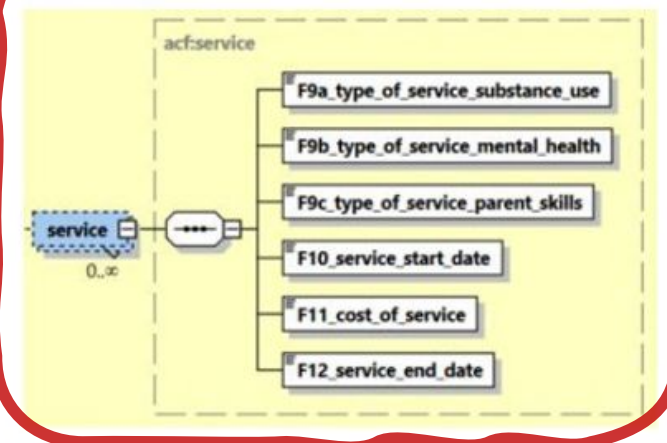 acf:service
F9a_type_of_service_substance_use
F9b_type_of_service_mental_health
F9c_type_of_service_parent_skills
service
0..∞
F10_service_start_date
F11_cost_of_service
F12_service_end_date